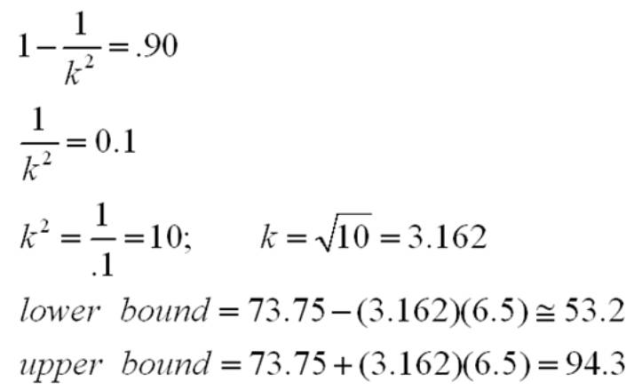 1 − 1/k² = .90
1/k² = 0.1
k² = 1/.1 = 10; k = √10 = 3.162
lower bound = 73.75 − (3.162)(6.5) ≅ 53.2
upper bound = 73.75 + (3.162)(6.5) = 94.3